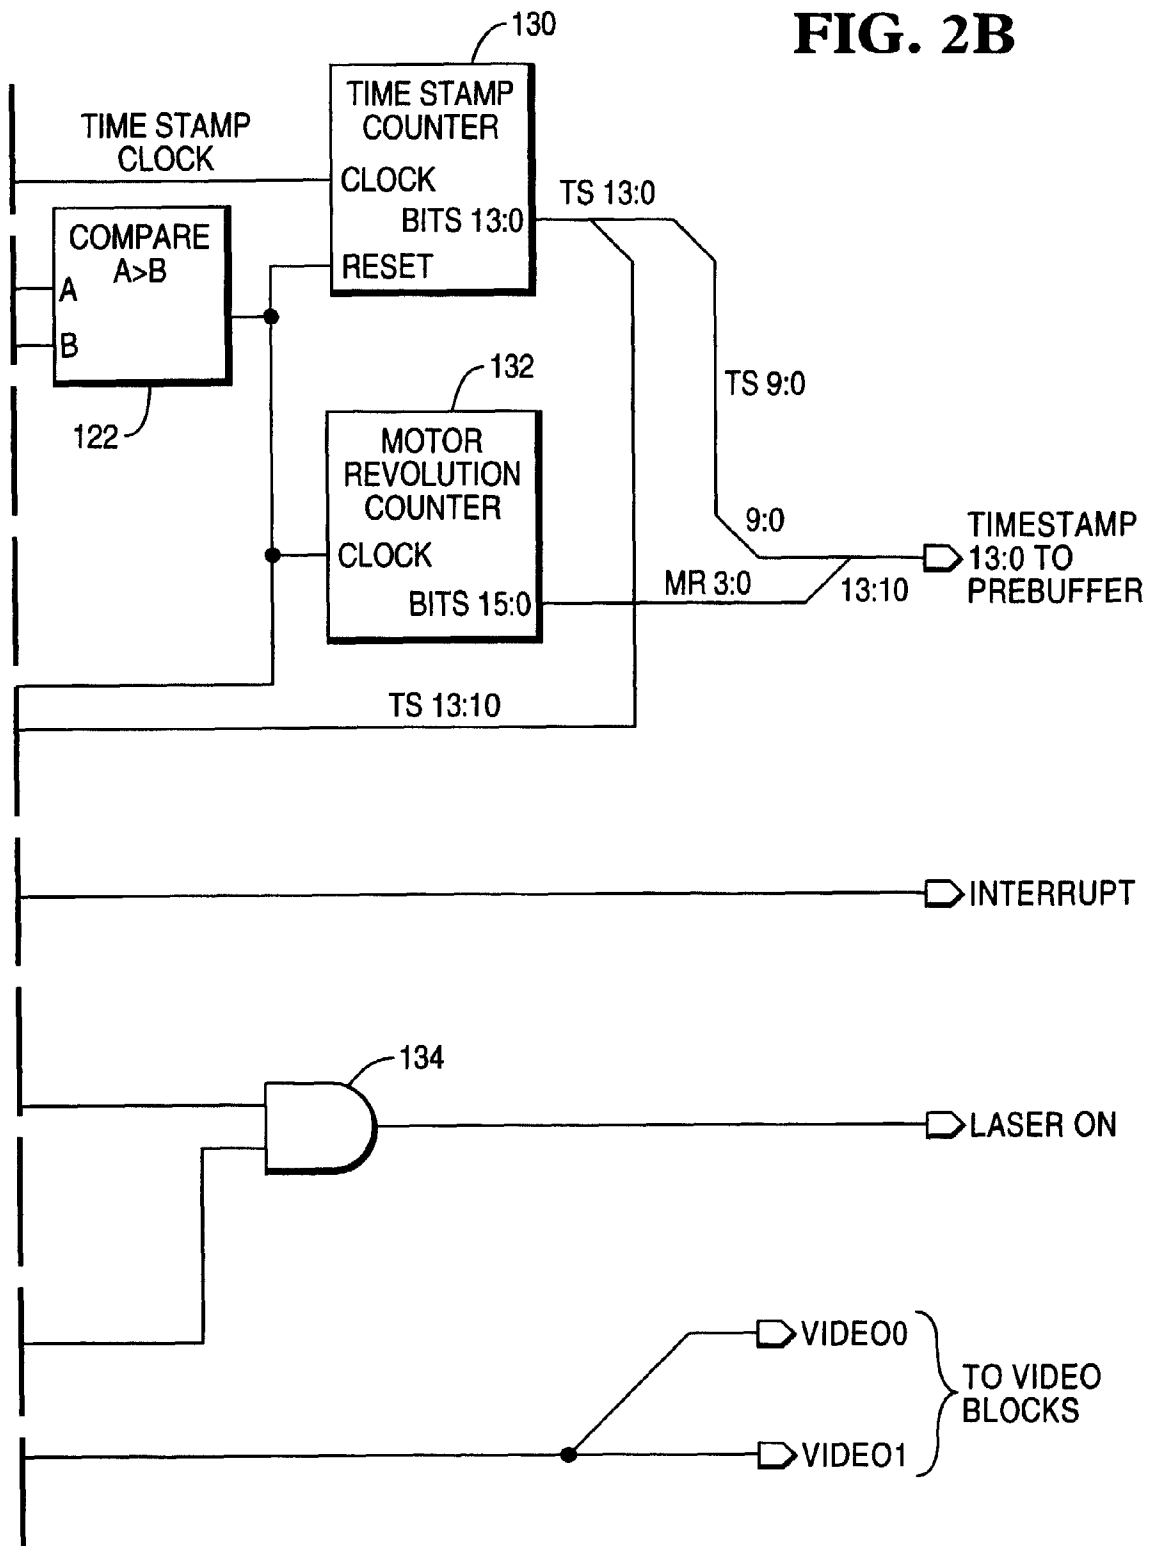 FIG. 2B
130
TIME STAMP
COUNTER
TIME STAMP
CLOCK
CLOCK
BITS 13:0
RESET
TS 13:0
COMPARE
A>B
A
B
122
TS 9:0
132
MOTOR
REVOLUTION
COUNTER
CLOCK
BITS 15:0
9:0
MR 3:0
13:10
TIMESTAMP
13:0 TO
PREBUFFER
TS 13:10
INTERRUPT
134
LASER ON
VIDEO0
VIDEO1
TO VIDEO
BLOCKS